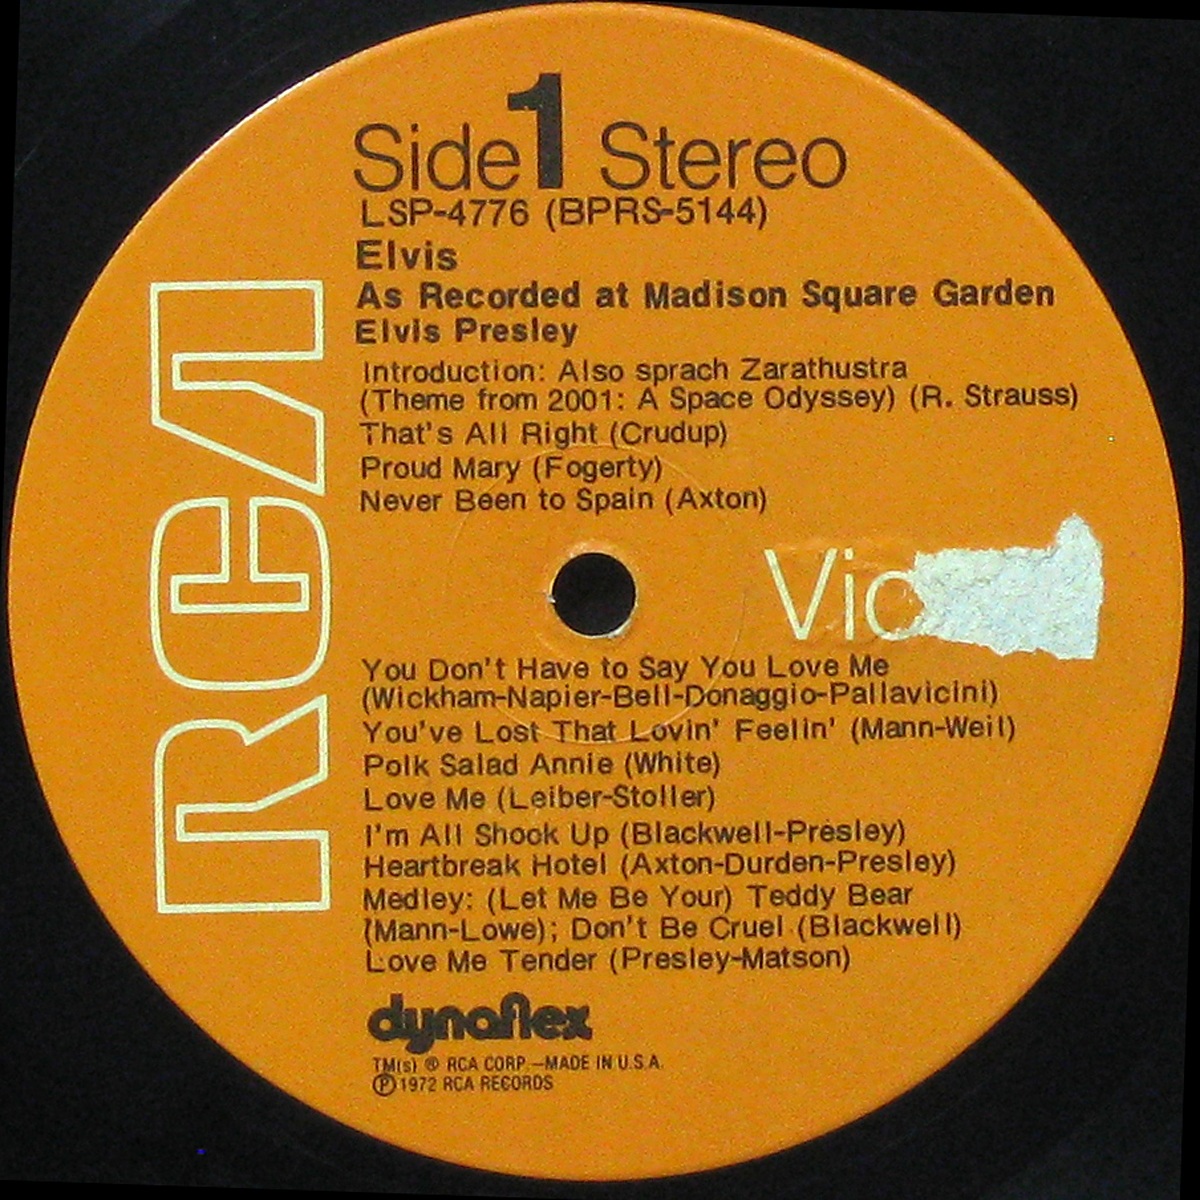 Side 1 Stereo
LSP-4776 (BPRS-5144)
Elvis
As Recorded at Madison Square Garden
Elvis Presley
Introduction: Also sprach Zarathustra
(Theme from 2001: A Space Odyssey) (R. Strauss)
That's All Right (Crudup)
Proud Mary (Fogerty)
Never Been to Spain (Axton)
RCA
You Don't Have to Say You Love Me
(Wickham-Napier-Bell-Donaggio-Pallavicini)
You've Lost That Lovin' Feelin' (Mann-Weil)
Polk Salad Annie (White)
Love Me (Leiber-Stoller)
I'm All Shook Up (Blackwell-Presley)
Heartbreak Hotel (Axton-Durden-Presley)
Medley: (Let Me Be Your) Teddy Bear
(Mann-Lowe); Don't Be Cruel (Blackwell)
Love Me Tender (Presley-Matson)
dynaflex
TM(s) ® RCA CORP.—MADE IN U.S.A.
℗ 1972 RCA RECORDS